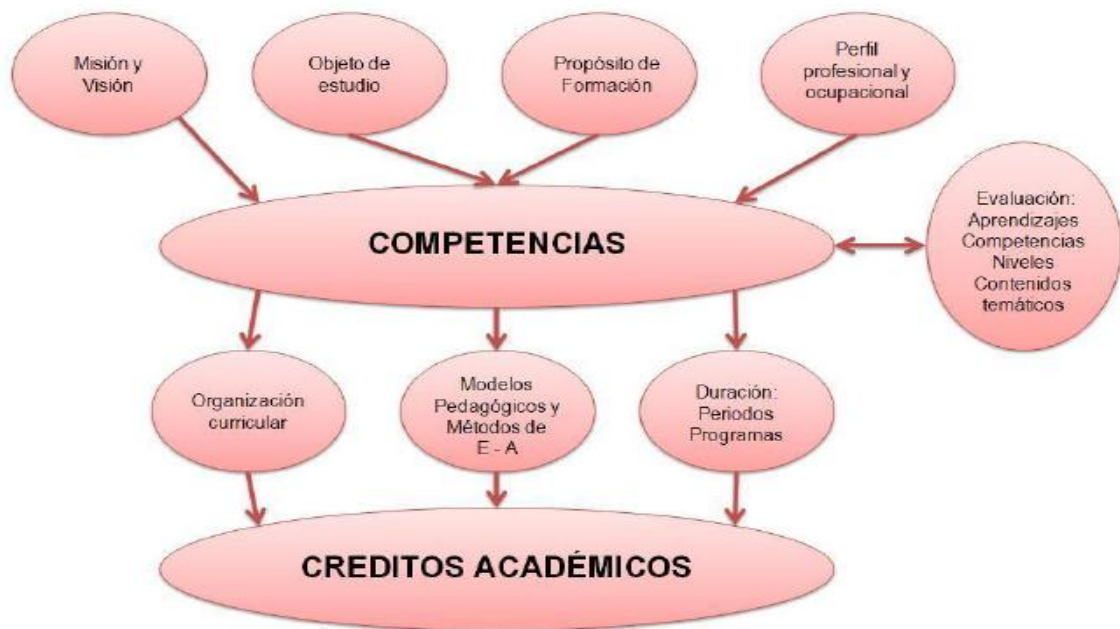 Misión y
Visión
Objeto de
estudio
Propósito de
Formación
Perfil
profesional y
ocupacional
COMPETENCIAS
Evaluación:
Aprendizajes
Competencias
Niveles
Contenidos
temáticos
Organización
curricular
Modelos
Pedagógicos y
Métodos de
E - A
Duración:
Periodos
Programas
CREDITOS ACADÉMICOS